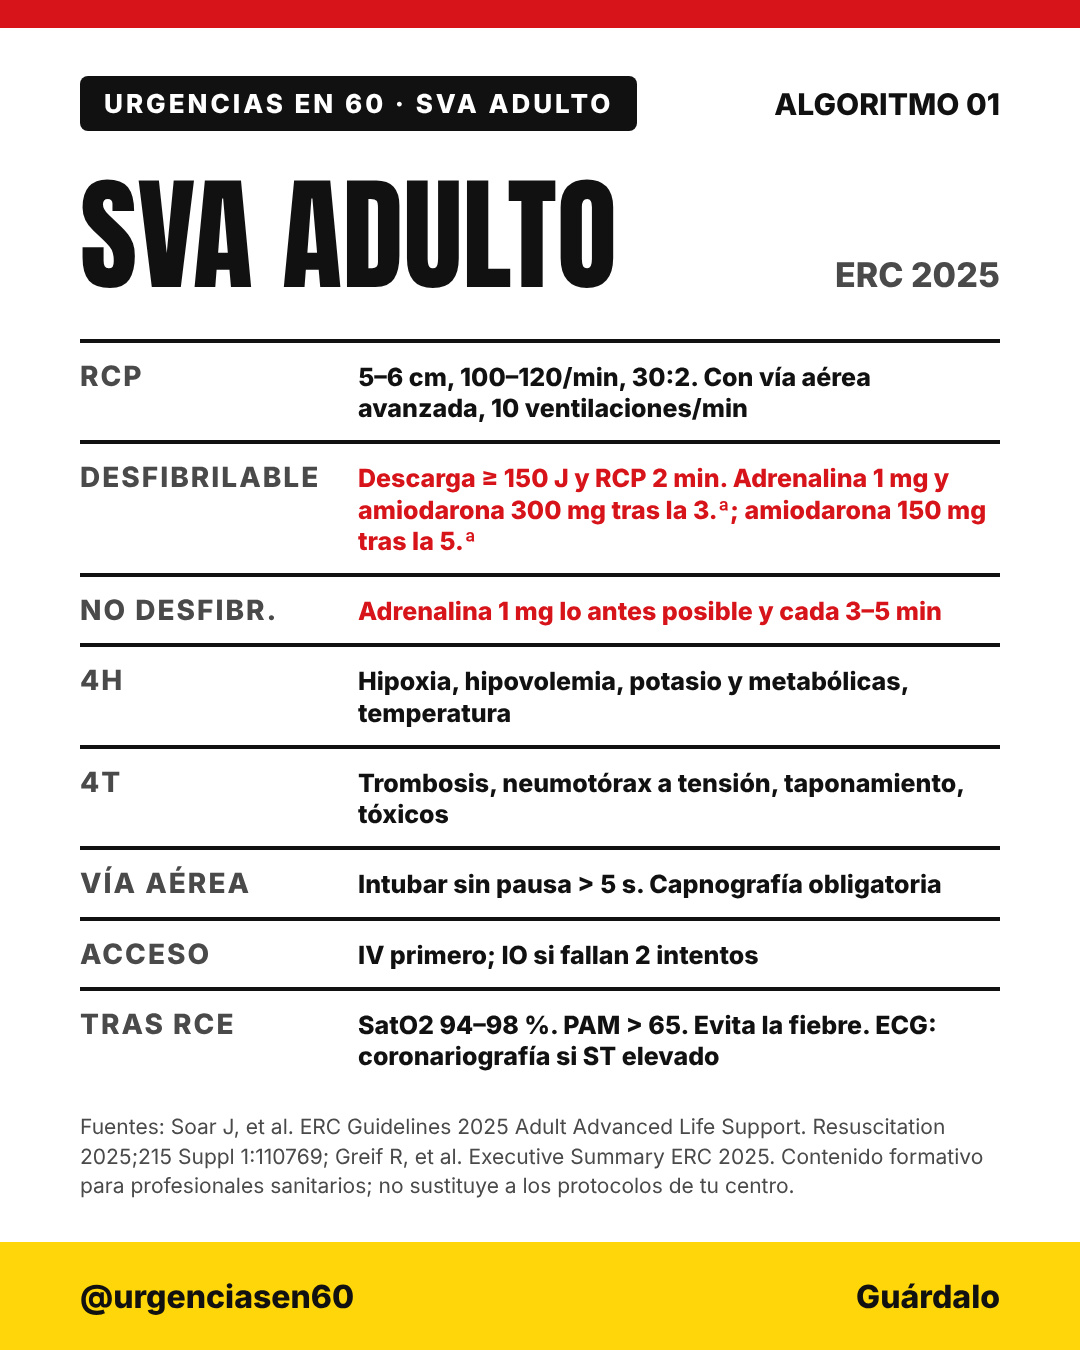 URGENCIAS EN 60 · SVA ADULTO
ALGORITMO 01
SVA ADULTO
ERC 2025
RCP
5–6 cm, 100–120/min, 30:2. Con vía aérea
avanzada, 10 ventilaciones/min
DESFIBRILABLE
Descarga ≥ 150 J y RCP 2 min. Adrenalina 1 mg y
amiodarona 300 mg tras la 3.ª; amiodarona 150 mg
tras la 5.ª
NO DESFIBR.
Adrenalina 1 mg lo antes posible y cada 3–5 min
4H
Hipoxia, hipovolemia, potasio y metabólicas,
temperatura
4T
Trombosis, neumotórax a tensión, taponamiento,
tóxicos
VÍA AÉREA
Intubar sin pausa > 5 s. Capnografía obligatoria
ACCESO
IV primero; IO si fallan 2 intentos
TRAS RCE
SatO2 94–98 %. PAM > 65. Evita la fiebre. ECG:
coronariografía si ST elevado
Fuentes: Soar J, et al. ERC Guidelines 2025 Adult Advanced Life Support. Resuscitation
2025;215 Suppl 1:110769; Greif R, et al. Executive Summary ERC 2025. Contenido formativo
para profesionales sanitarios; no sustituye a los protocolos de tu centro.
@urgenciasen60
Guárdalo